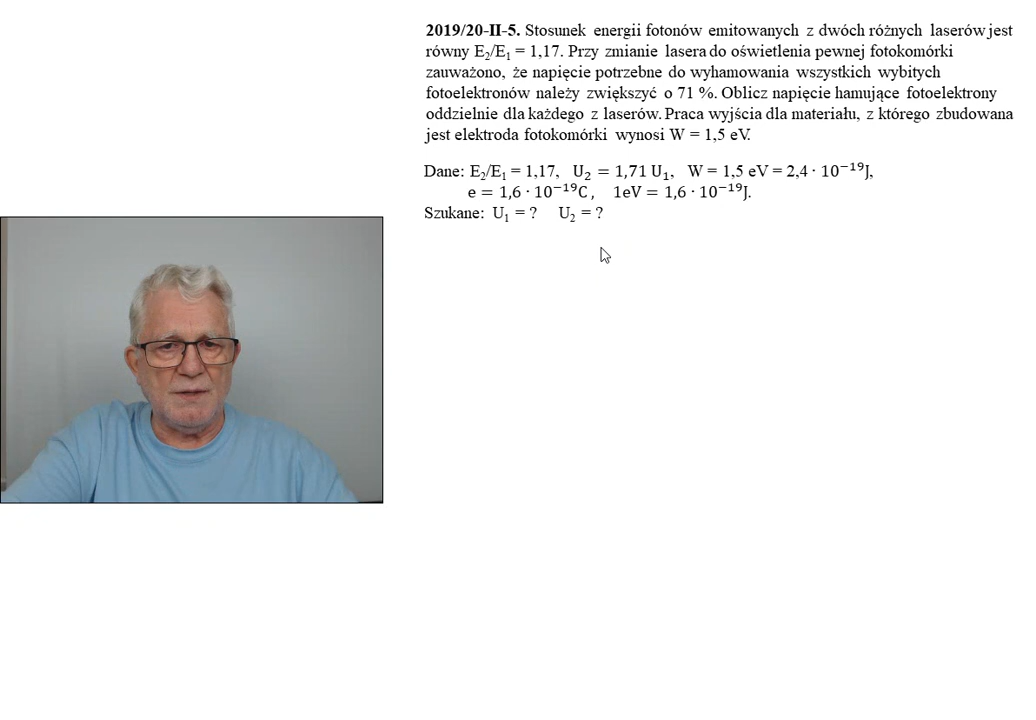 2019/20-II-5. Stosunek energii fotonów emitowanych z dwóch różnych laserów jest
równy E₂/E₁ = 1,17. Przy zmianie lasera do oświetlenia pewnej fotokomórki
zauważono, że napięcie potrzebne do wyhamowania wszystkich wybitych
fotoelektronów należy zwiększyć o 71 %. Oblicz napięcie hamujące fotoelektrony
oddzielnie dla każdego z laserów. Praca wyjścia dla materiału, z którego zbudowana
jest elektroda fotokomórki wynosi W = 1,5 eV.
Dane: E₂/E₁ = 1,17, U₂ = 1,71 U₁, W = 1,5 eV = 2,4 · 10⁻¹⁹J,
e = 1,6 · 10⁻¹⁹C, 1eV = 1,6 · 10⁻¹⁹J.
Szukane: U₁ = ? U₂ = ?